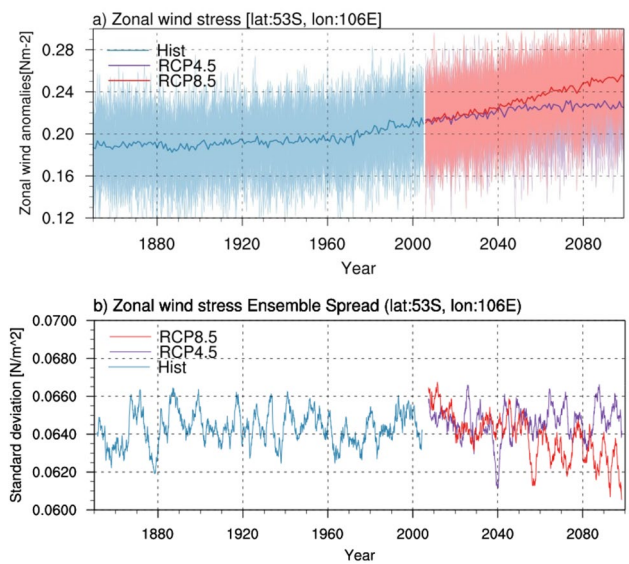 a) Zonal wind stress [lat:53S, lon:106E]
Zonal wind anomalies[Nm-2]
0.28
0.24
0.20
0.16
0.12
Hist
RCP4.5
RCP8.5
1880 1920 1960 2000 2040 2080
Year
b) Zonal wind stress Ensemble Spread (lat:53S, lon:106E)
Standard deviation [N/m^2]
0.0700
0.0680
0.0660
0.0640
0.0620
0.0600
RCP8.5
RCP4.5
Hist
1880 1920 1960 2000 2040 2080
Year